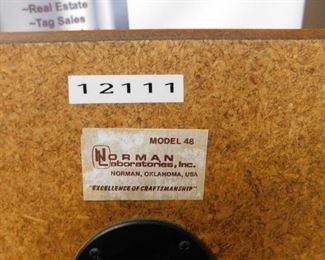 ~Real Estate
~Tag Sales
12111
MODEL 48
NORMAN
Laboratories, Inc.
NORMAN, OKLAHOMA, USA
"EXCELLENCE OF CRAFTSMANSHIP"